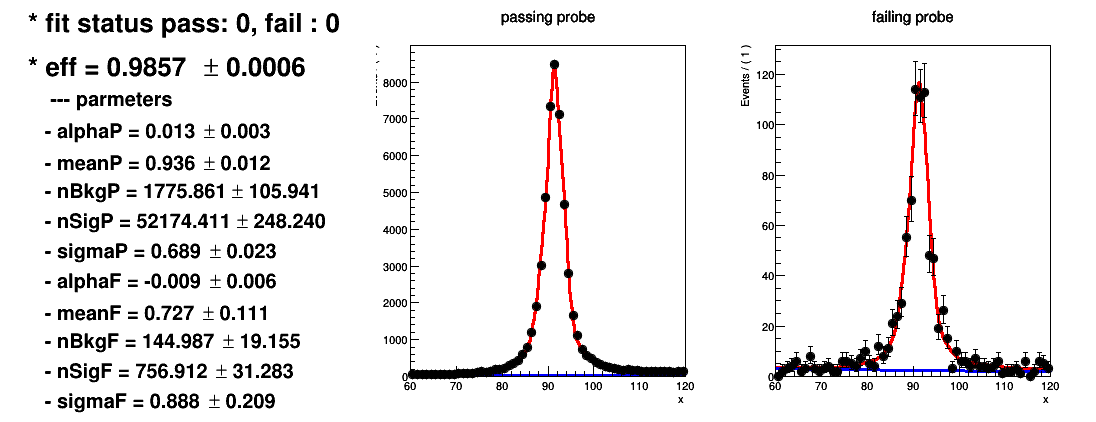 * fit status pass: 0, fail : 0
* eff = 0.9857 ± 0.0006
--- parmeters
- alphaP = 0.013 ± 0.003
- meanP = 0.936 ± 0.012
- nBkgP = 1775.861 ± 105.941
- nSigP = 52174.411 ± 248.240
- sigmaP = 0.689 ± 0.023
- alphaF = -0.009 ± 0.006
- meanF = 0.727 ± 0.111
- nBkgF = 144.987 ± 19.155
- nSigF = 756.912 ± 31.283
- sigmaF = 0.888 ± 0.209
passing probe
8000
7000
6000
5000
4000
3000
2000
1000
0
60 70 80 90 100 110 120
x
failing probe
Events / ( 1 )
120
100
80
60
40
20
0
60 70 80 90 100 110 120
x